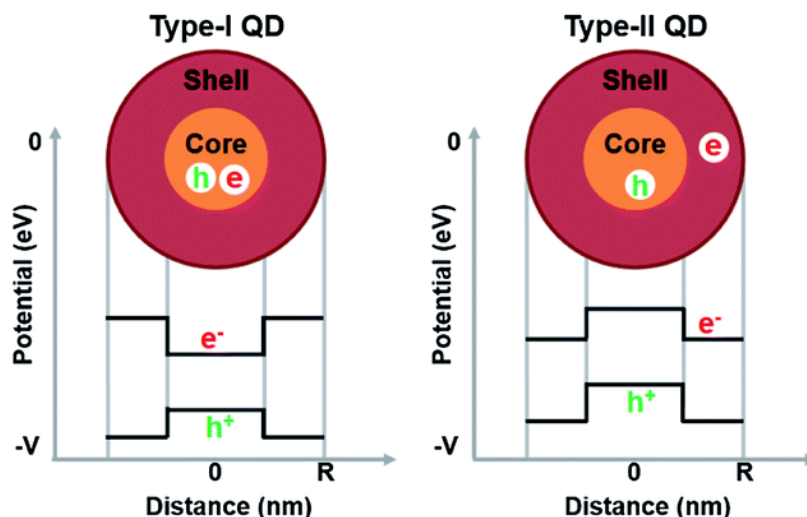 Type-I QD
Shell
Core
h e
0
Potential (eV)
e-
h+
-V
0 R
Distance (nm)
Type-II QD
Shell
Core
e
h
0
Potential (eV)
e-
h+
-V
0 R
Distance (nm)